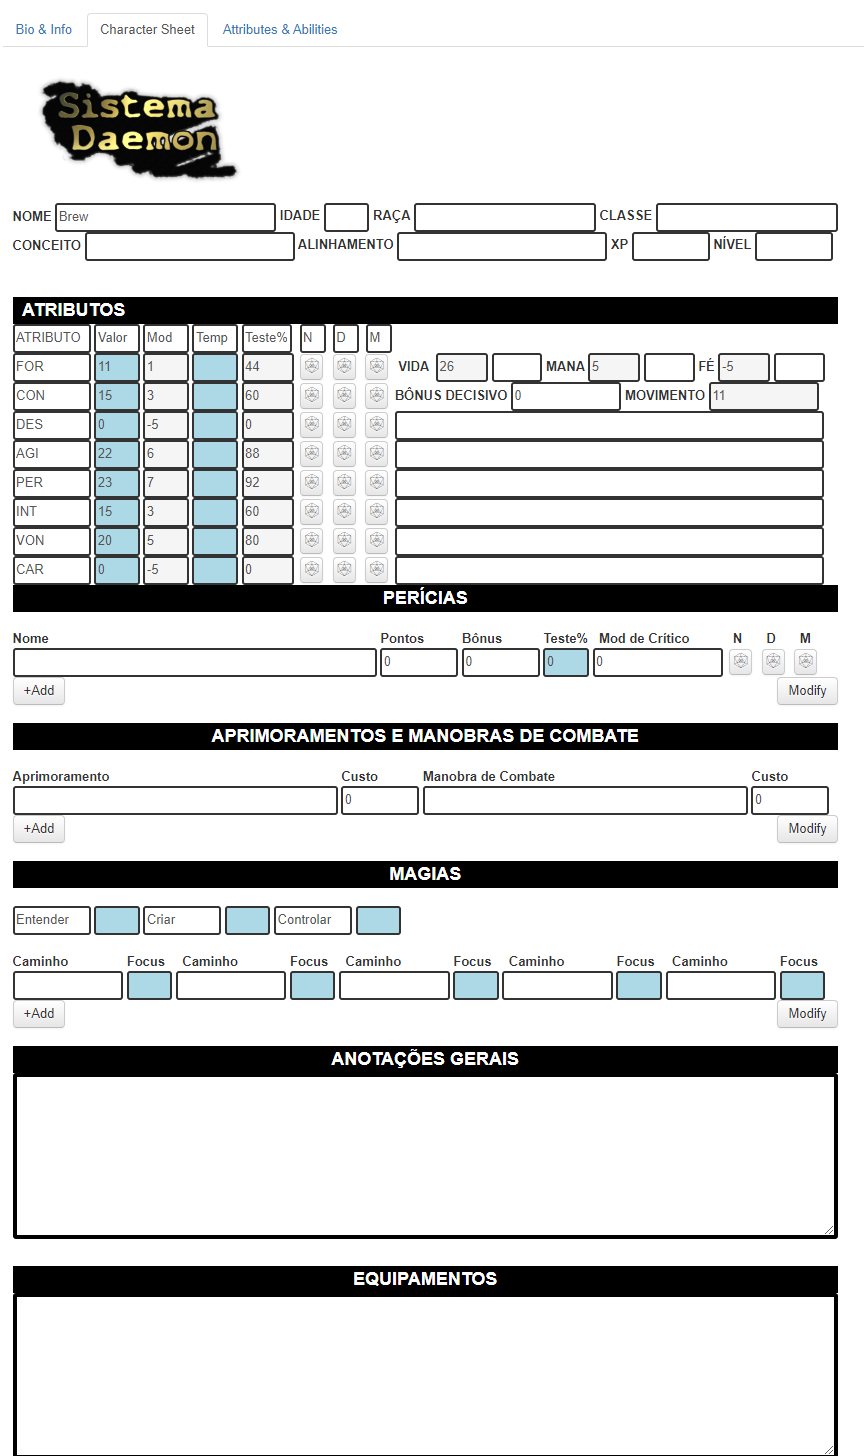 Bio & Info Character Sheet Attributes & Abilities
Sistema
Daemon
NOME Brew IDADE RAÇA CLASSE
CONCEITO ALINHAMENTO XP NÍVEL
ATRIBUTOS
ATRIBUTO Valor Mod Temp Teste% N D M
FOR 11 1 44 VIDA 26 MANA 5 FÉ -5
CON 15 3 60 BÔNUS DECISIVO 0 MOVIMENTO 11
DES 0 -5 0
AGI 22 6 88
PER 23 7 92
INT 15 3 60
VON 20 5 80
CAR 0 -5 0
PERÍCIAS
Nome Pontos Bônus Teste% Mod de Crítico N D M
0 0 0 0
+Add Modify
APRIMORAMENTOS E MANOBRAS DE COMBATE
Aprimoramento Custo Manobra de Combate Custo
0 0
+Add Modify
MAGIAS
Entender Criar Controlar
Caminho Focus Caminho Focus Caminho Focus Caminho Focus Caminho Focus
+Add Modify
ANOTAÇÕES GERAIS
EQUIPAMENTOS